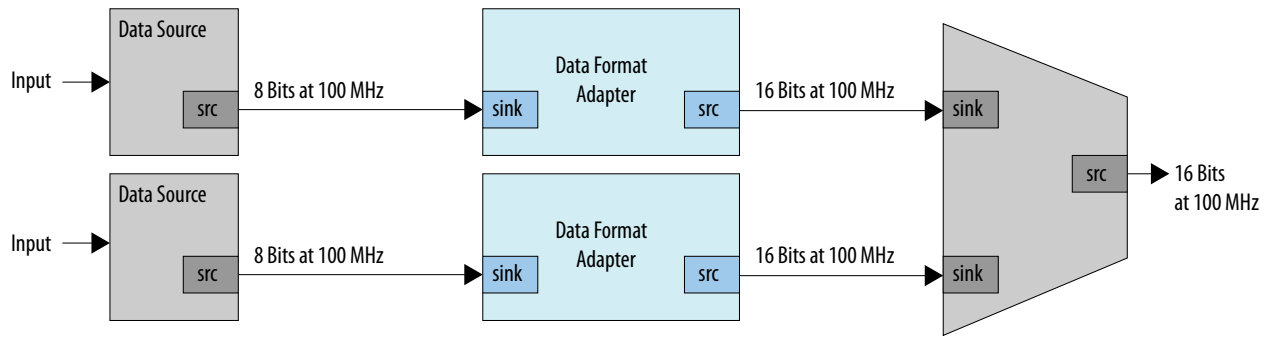 Data Source
Input
src
8 Bits at 100 MHz
sink
Data Format
Adapter
src
16 Bits at 100 MHz
sink
Data Source
Input
src
8 Bits at 100 MHz
sink
Data Format
Adapter
src
16 Bits at 100 MHz
sink
src
16 Bits
at 100 MHz